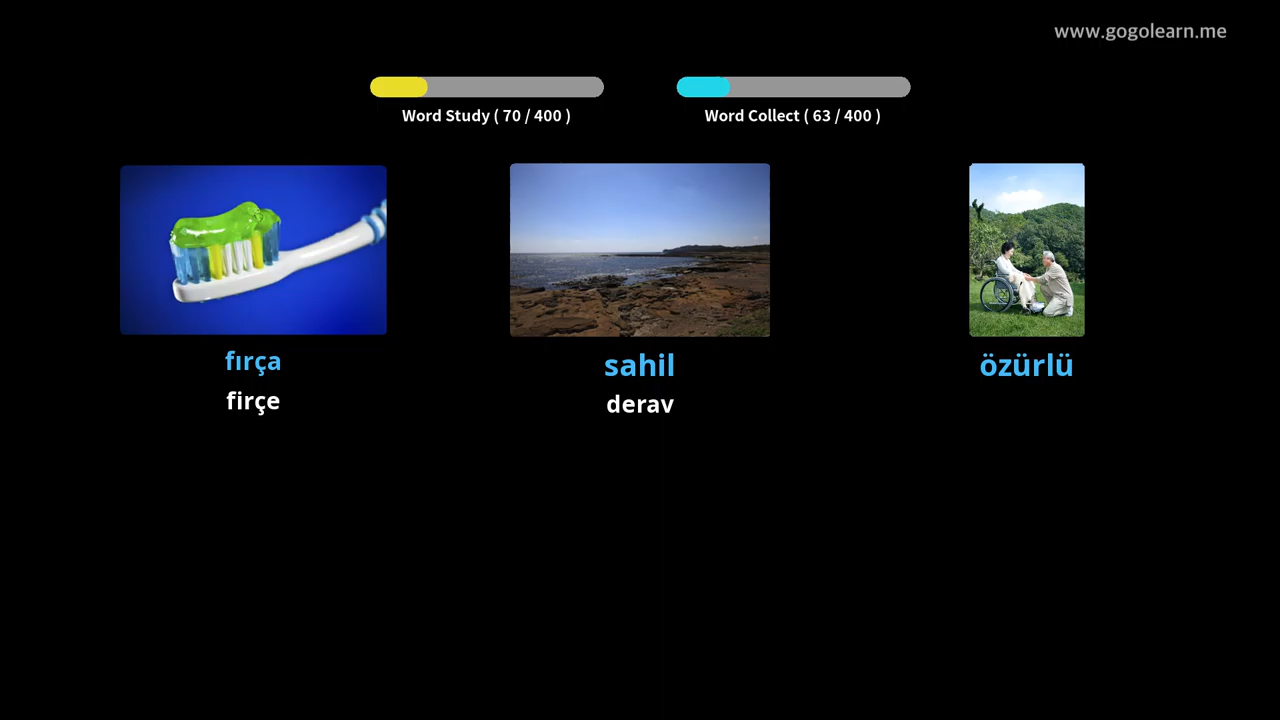 www.gogolearn.me
Word Study ( 70 / 400 )
Word Collect ( 63 / 400 )
fırça
firçe
sahil
derav
özürlü